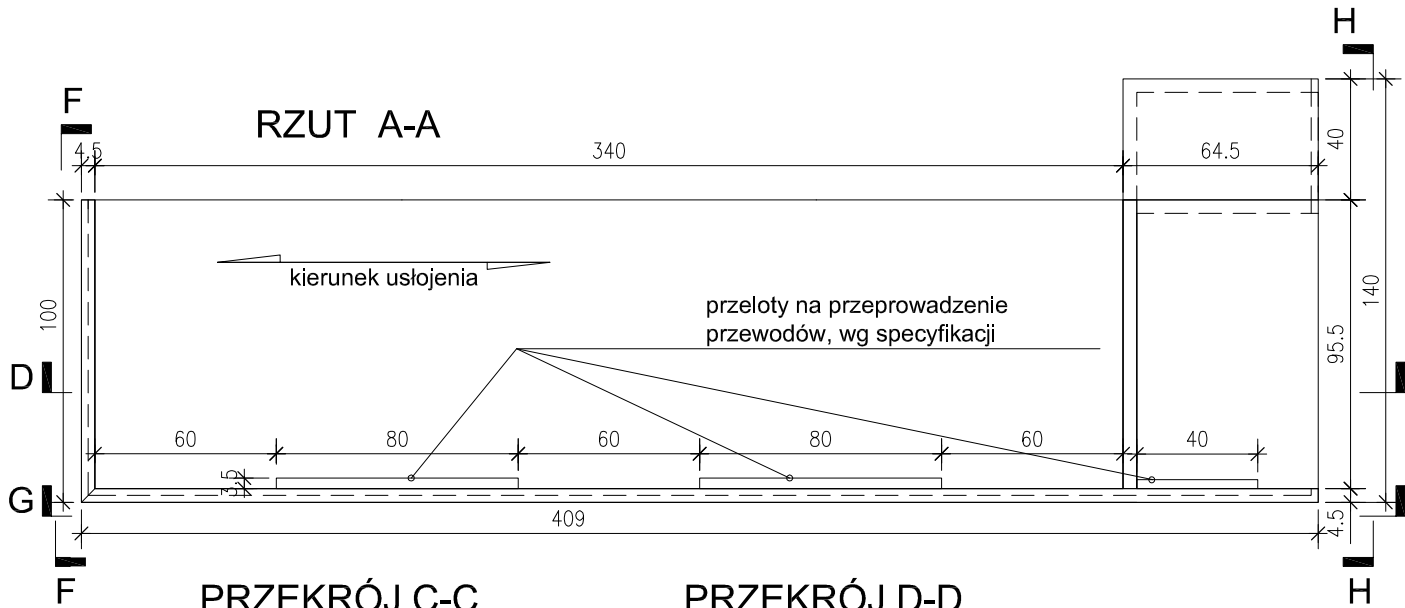 H
F
RZUT A-A
4.5
340
64.5
40
kierunek usłojenia
100
przeloty na przeprowadzenie
przewodów, wg specyfikacji
140
95.5
D
60
80
60
80
60
40
3.5
G
409
4.5
F
PRZEKRÓJ C-C
PRZEKRÓJ D-D
H